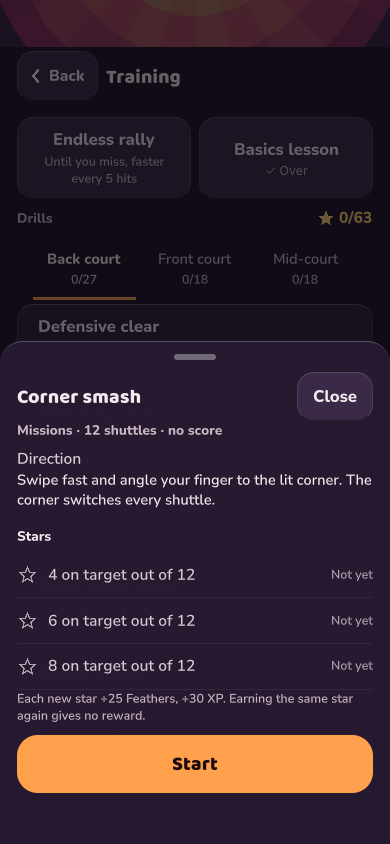 Back
Training
Endless rally
Until you miss, faster
every 5 hits
Basics lesson
✓ Over
Drills
0/63
Back court
0/27
Front court
0/18
Mid-court
0/18
Defensive clear
Corner smash
Close
Missions · 12 shuttles · no score
Direction
Swipe fast and angle your finger to the lit corner. The
corner switches every shuttle.
Stars
4 on target out of 12
Not yet
6 on target out of 12
Not yet
8 on target out of 12
Not yet
Each new star +25 Feathers, +30 XP. Earning the same star
again gives no reward.
Start